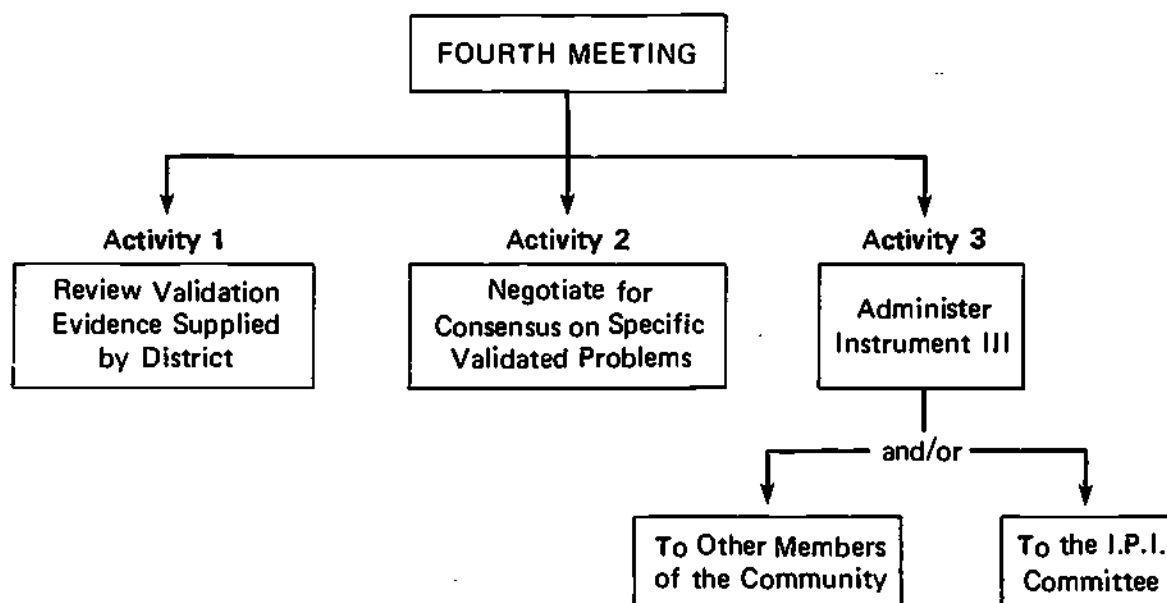 FOURTH MEETING
Activity 1
Review Validation
Evidence Supplied
by District
Activity 2
Negotiate for
Consensus on Specific
Validated Problems
Activity 3
Administer
Instrument III
and/or
To Other Members
of the Community
To the I.P.I.
Committee